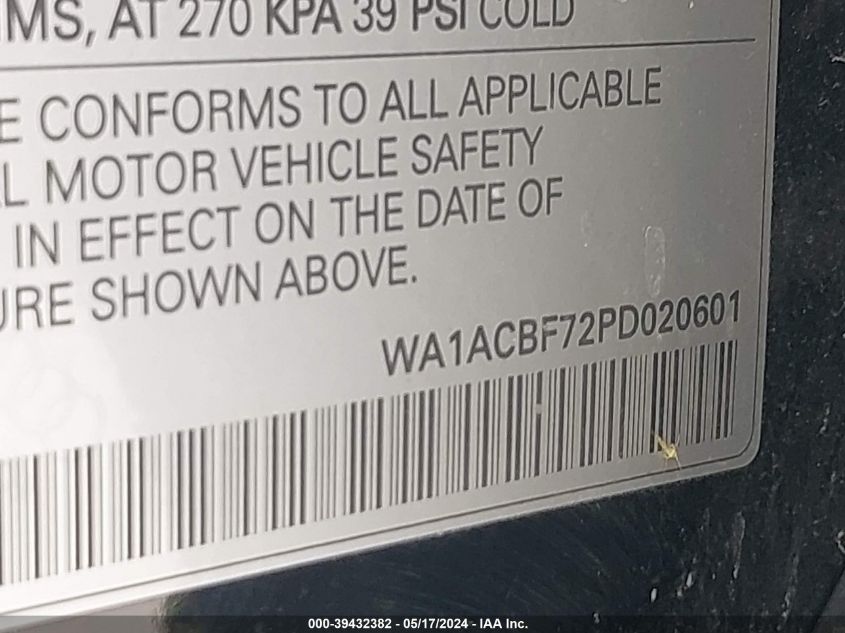 MS, AT 270 KPA 39 PSI COLD
E CONFORMS TO ALL APPLICABLE
L MOTOR VEHICLE SAFETY
IN EFFECT ON THE DATE OF
URE SHOWN ABOVE.
WA1ACBF72PD020601
000-39432382 - 05/17/2024 - IAA Inc.